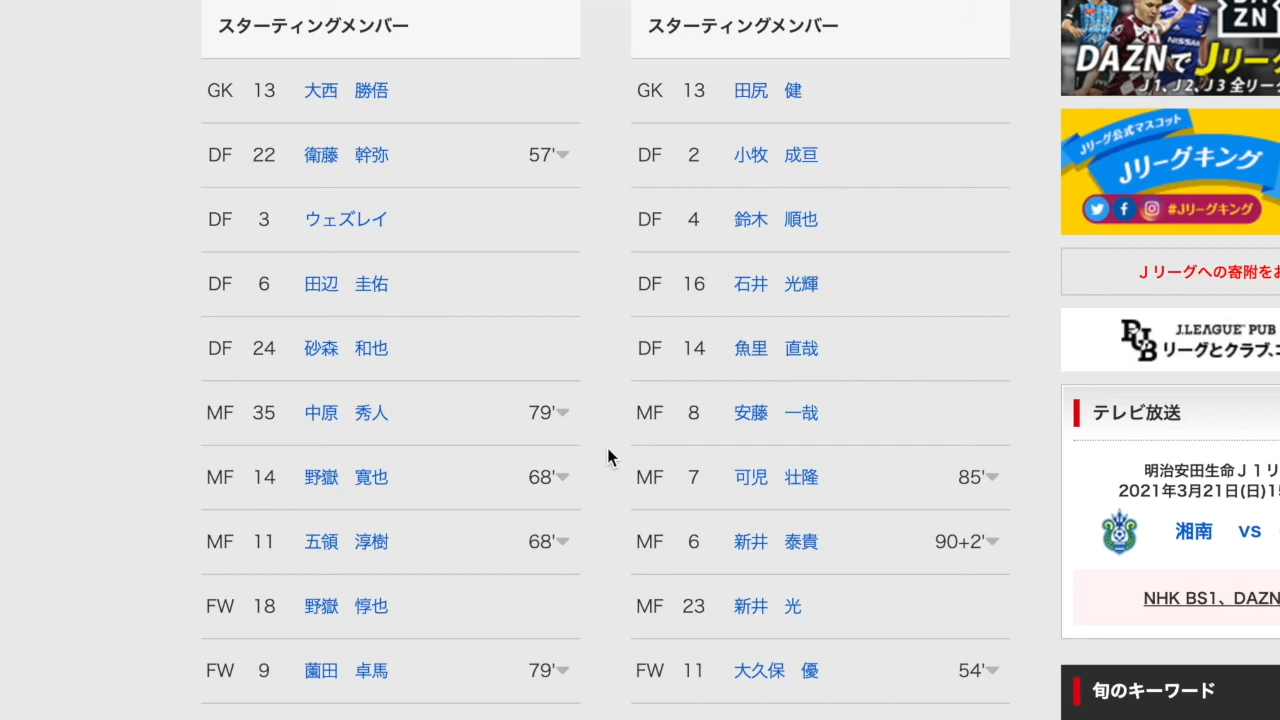 スターティングメンバー
GK 13 大西 勝悟
DF 22 衛藤 幹弥 57'
DF 3 ウェズレイ
DF 6 田辺 圭佑
DF 24 砂森 和也
MF 35 中原 秀人 79'
MF 14 野嶽 寛也 68'
MF 11 五領 淳樹 68'
FW 18 野嶽 惇也
FW 9 薗田 卓馬 79'
スターティングメンバー
GK 13 田尻 健
DF 2 小牧 成亘
DF 4 鈴木 順也
DF 16 石井 光輝
DF 14 魚里 直哉
MF 8 安藤 一哉
MF 7 可児 壮隆 85'
MF 6 新井 泰貴 90+2'
MF 23 新井 光
FW 11 大久保 優 54'
ZN
NISSAN
DAZNでJリーグ
J1、J2、J3 全リー
Jリーグ公式マスコット
Jリーグキング
#Jリーグキング
Jリーグへの寄附をお
PUB
J.LEAGUE PUB
リーグとクラブ、コ
テレビ放送
明治安田生命J1リ
2021年3月21日(日)15
湘南 vs
NHK BS1、DAZN
旬のキーワード